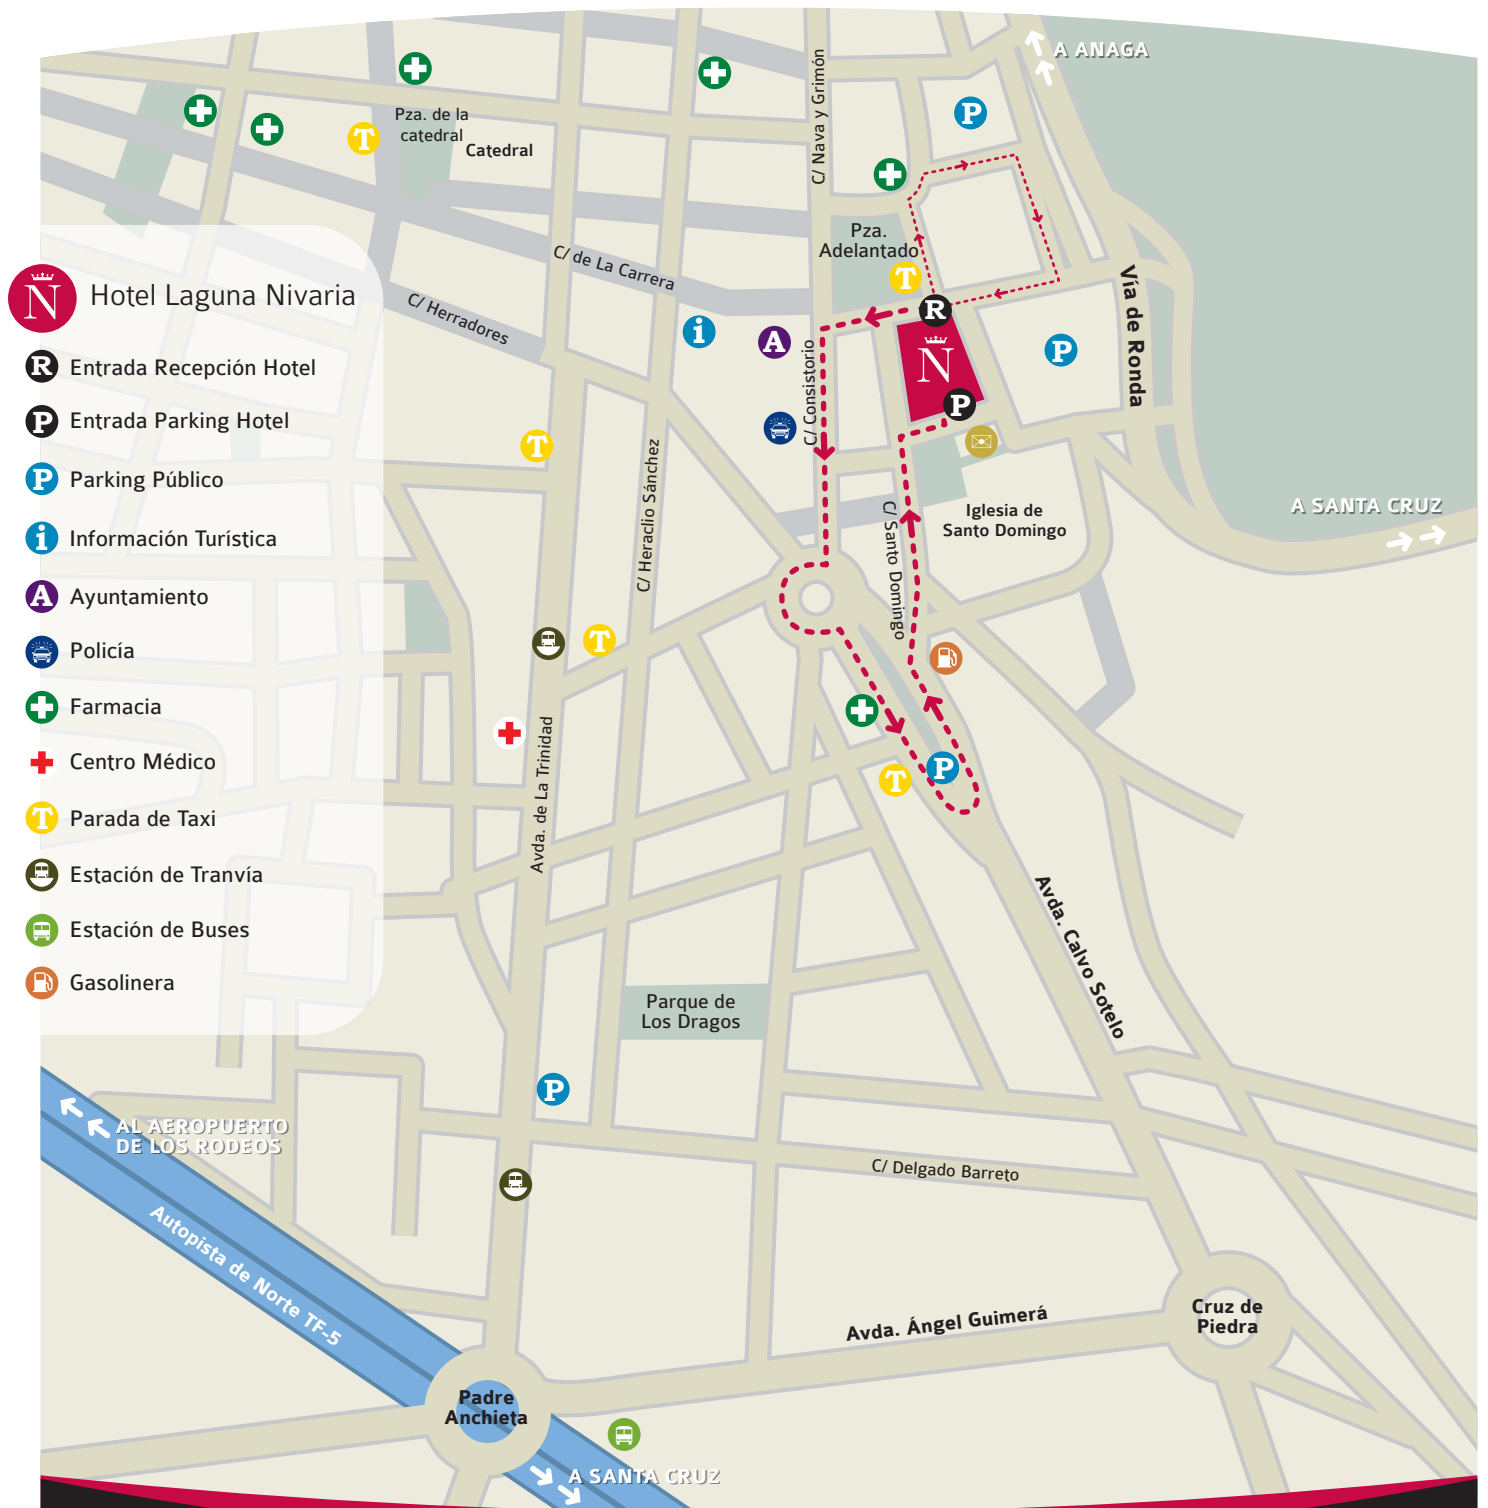 A ANAGA
Pza. de la
catedral
Catedral
C/ Nava y Grimón
P
T
Pza.
Adelantado
T
C/ de La Carrera
C/ Herradores
Vía de Ronda
N
Hotel Laguna Nivaria
R
Entrada Recepción Hotel
P
Entrada Parking Hotel
P
Parking Público
i
Información Turística
A
Ayuntamiento
Policía
Farmacia
Centro Médico
T
Parada de Taxi
Estación de Tranvía
Estación de Buses
Gasolinera
i
A
R
N
P
P
C/ Consistorio
T
C/ Heraclio Sánchez
C/ Santo Domingo
Iglesia de
Santo Domingo
A SANTA CRUZ
T
Avda. de La Trinidad
T
P
Avda. Calvo Sotelo
Parque de
Los Dragos
P
AL AEROPUERTO
DE LOS RODEOS
Autopista de Norte TF-5
C/ Delgado Barreto
Avda. Ángel Guimerá
Cruz de
Piedra
Padre
Anchieta
A SANTA CRUZ